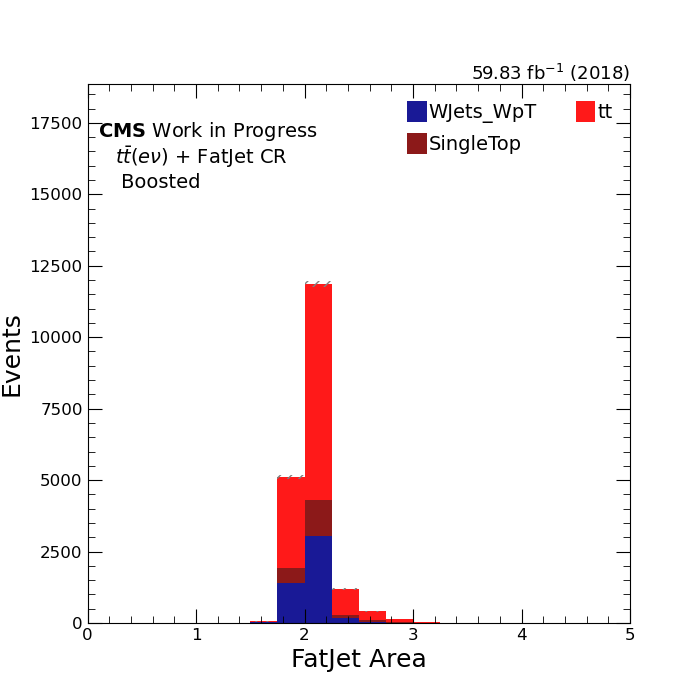 59.83 fb⁻¹ (2018)
WJets_WpT
tt
SingleTop
CMS Work in Progress
tt̄(eν) + FatJet CR
Boosted
17500
15000
12500
10000
7500
5000
2500
0
Events
0 1 2 3 4 5
FatJet Area